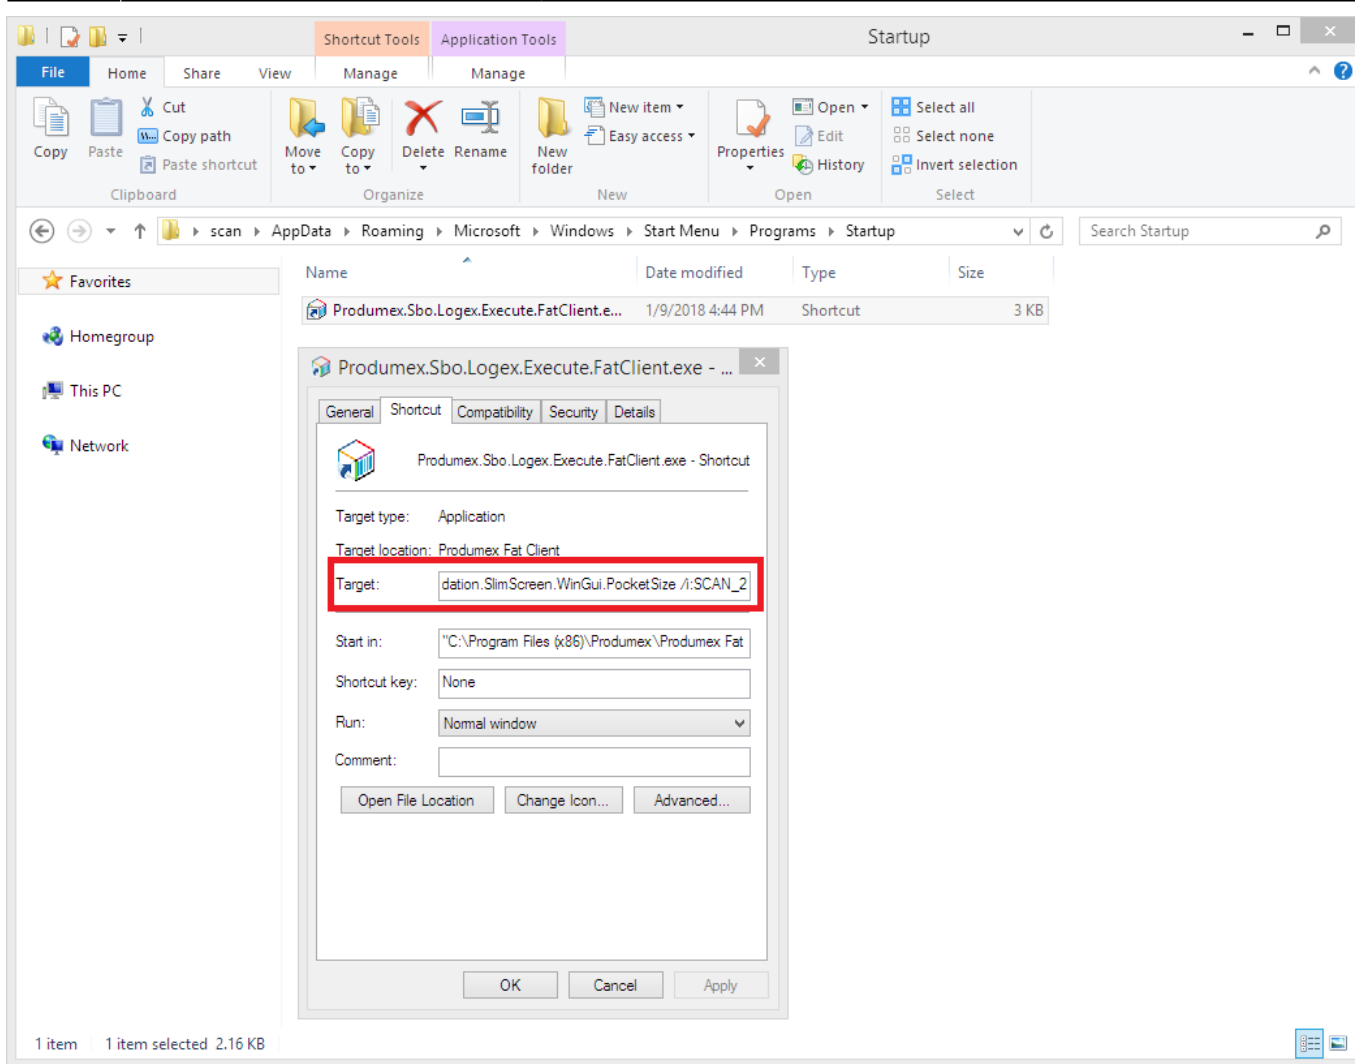 Shortcut Tools Application Tools Startup
File Home Share View Manage Manage
Copy
Paste
Cut
Copy path
Paste shortcut
Clipboard
Move to
Copy to
Delete
Rename
Organize
New folder
New item
Easy access
New
Properties
Open
Edit
History
Open
Select all
Select none
Invert selection
Select
scan AppData Roaming Microsoft Windows Start Menu Programs Startup
Search Startup
Favorites
Homegroup
This PC
Network
Name Date modified Type Size
Produmex.Sbo.Logex.Execute.FatClient.e... 1/9/2018 4:44 PM Shortcut 3 KB
Produmex.Sbo.Logex.Execute.FatClient.exe - ...
General Shortcut Compatibility Security Details
Produmex.Sbo.Logex.Execute.FatClient.exe - Shortcut
Target type: Application
Target location: Produmex Fat Client
Target: dation.SlimScreen.WinGui.PocketSize /i:SCAN_2
Start in: "C:\Program Files (x86)\Produmex\Produmex Fat
Shortcut key: None
Run: Normal window
Comment:
Open File Location Change Icon... Advanced...
OK Cancel Apply
1 item 1 item selected 2.16 KB